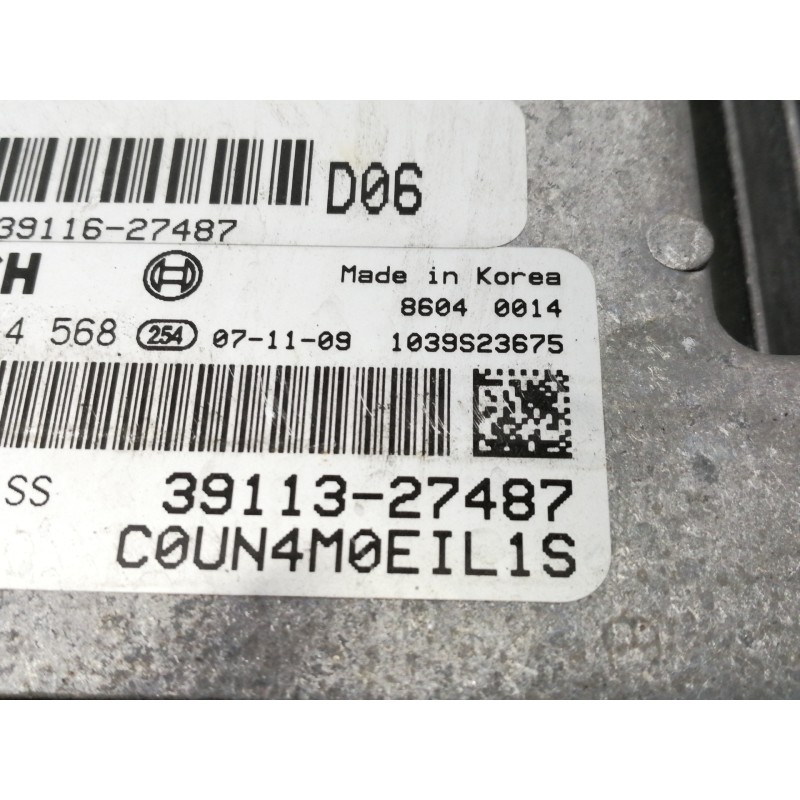 D06
39116-27487
CH
Made in Korea
8604 0014
4 568 254 07-11-09 1039S23675
SS 39113-27487
C0UN4M0EIL1S